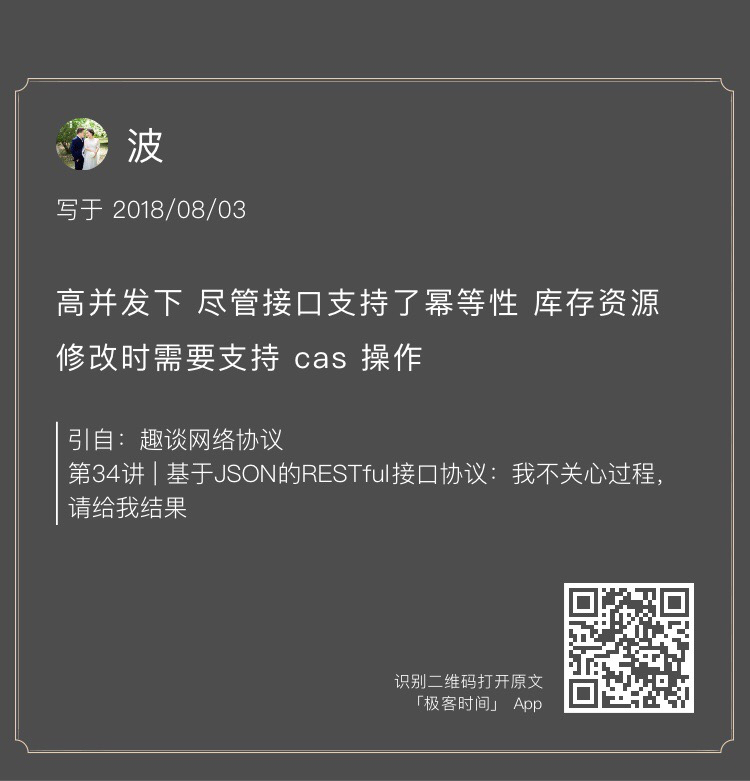 波
写于 2018/08/03
高并发下 尽管接口支持了幂等性 库存资源
修改时需要支持 cas 操作
引自：趣谈网络协议
第34讲 | 基于JSON的RESTful接口协议：我不关心过程，
请给我结果
识别二维码打开原文
「极客时间」 App